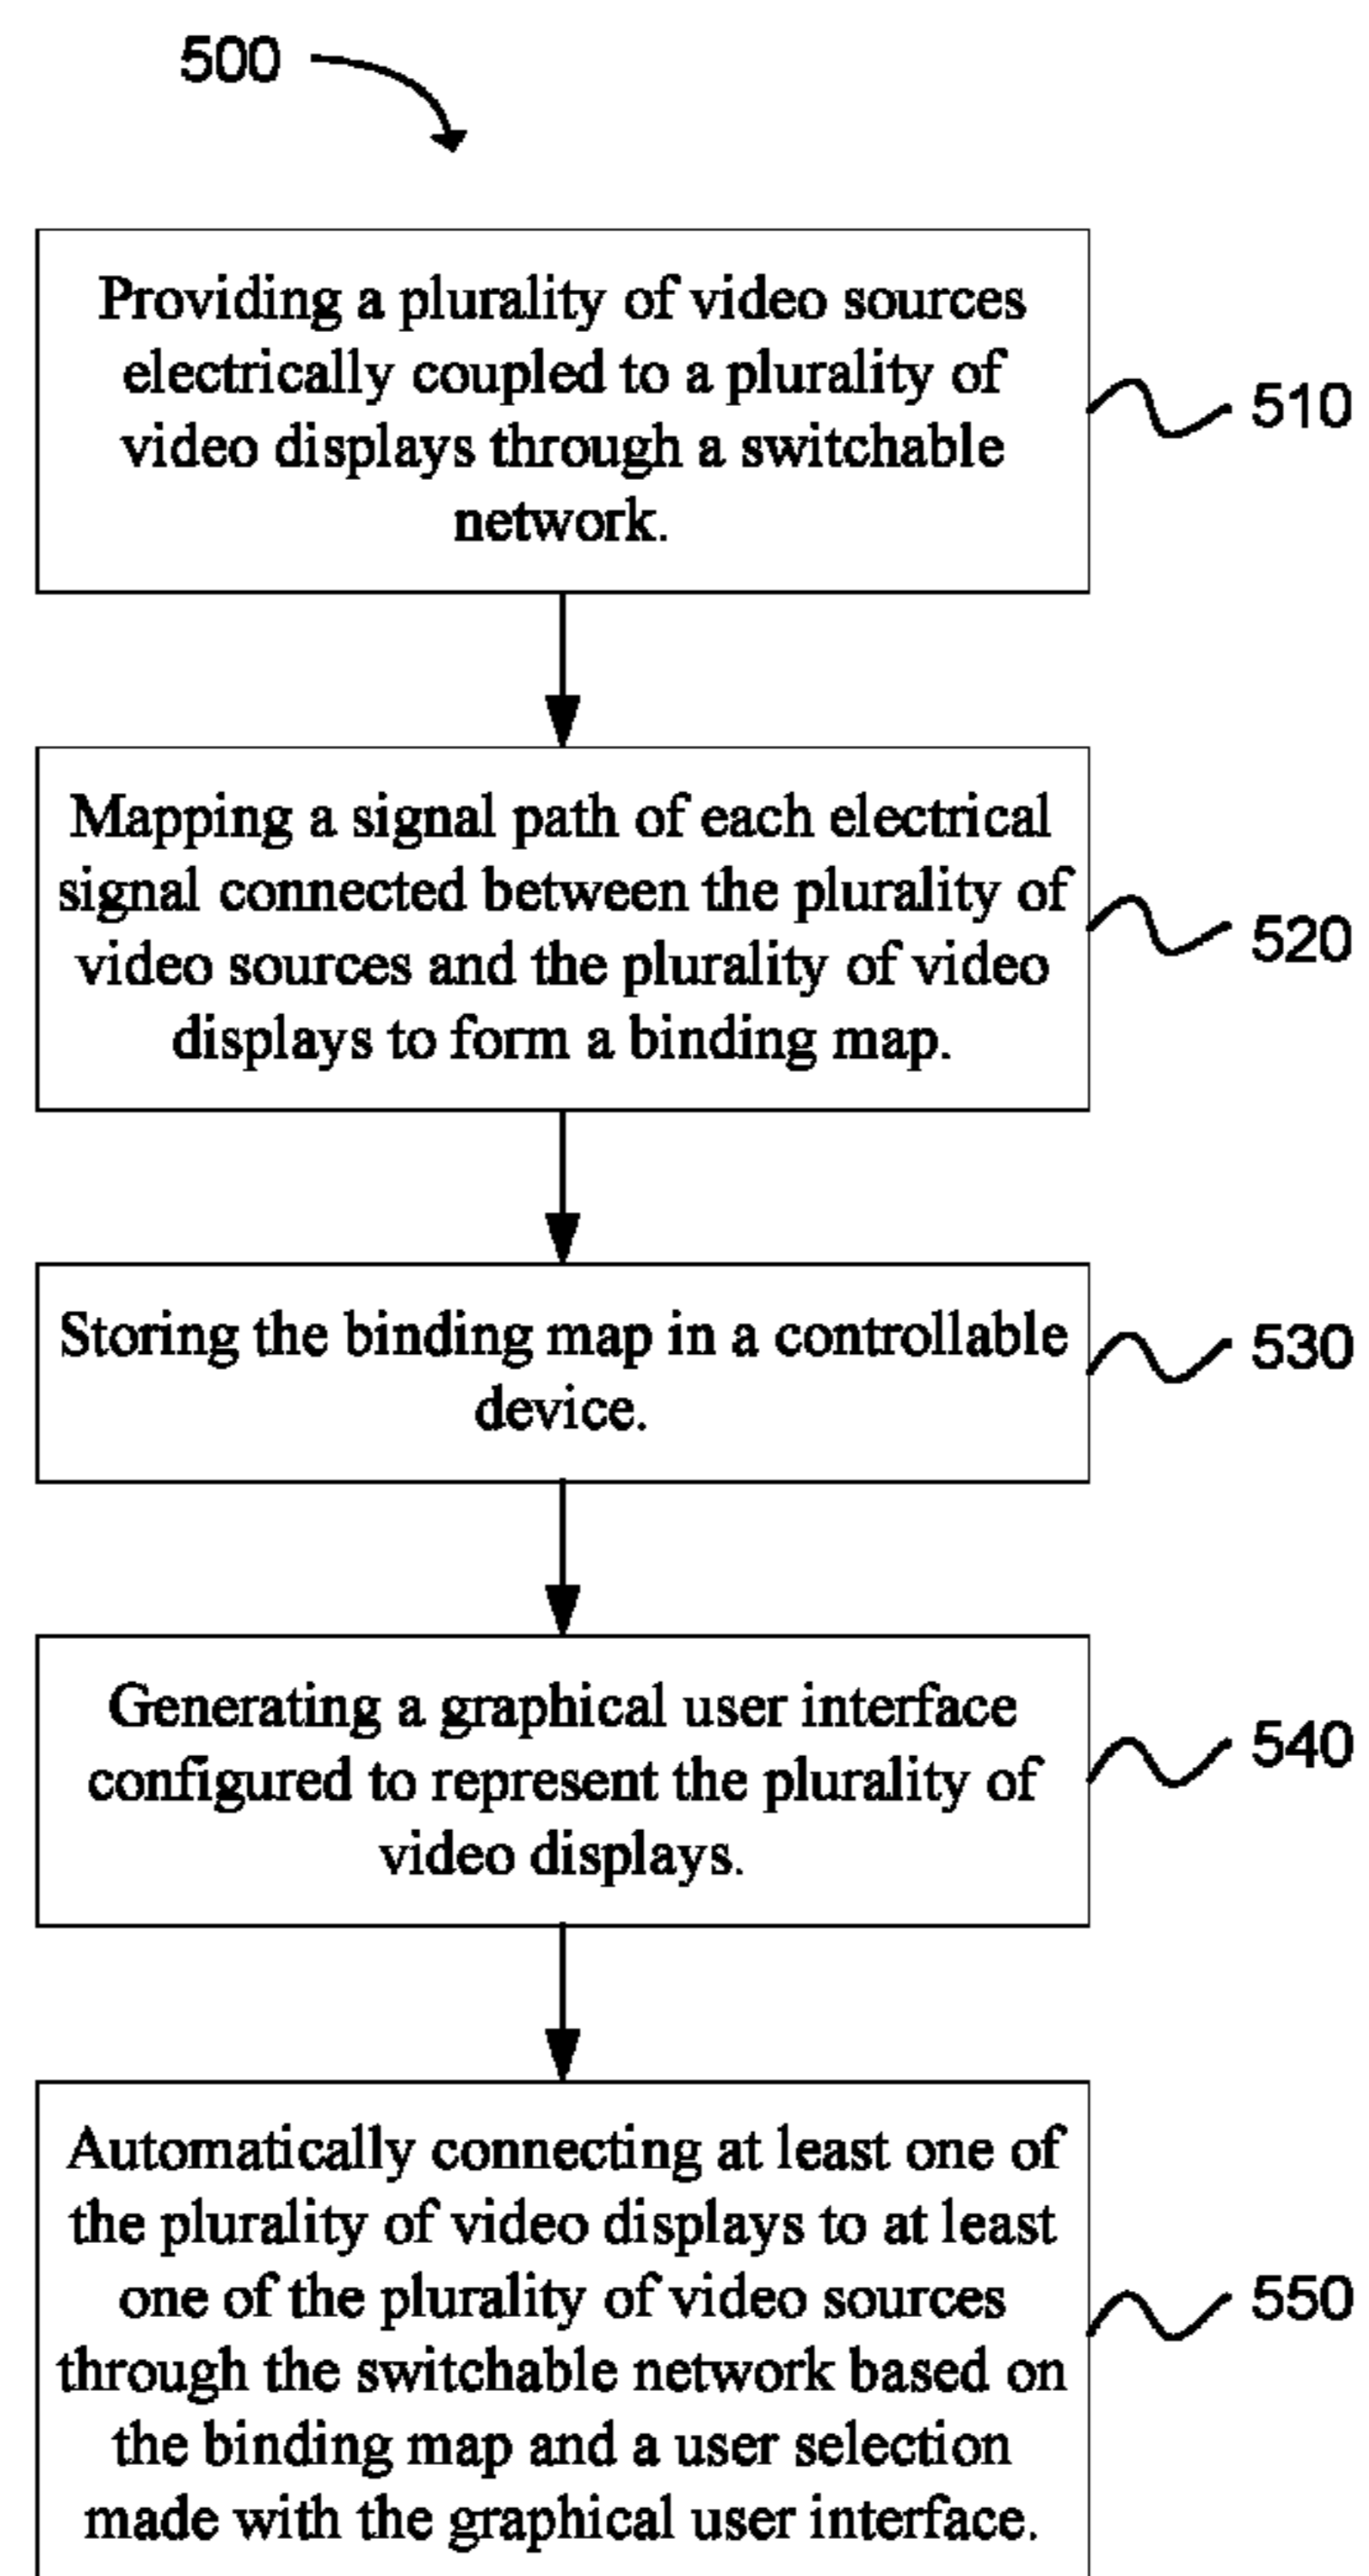 500
Providing a plurality of video sources
electrically coupled to a plurality of
video displays through a switchable
network.
510
Mapping a signal path of each electrical
signal connected between the plurality of
video sources and the plurality of video
displays to form a binding map.
520
Storing the binding map in a controllable
device.
530
Generating a graphical user interface
configured to represent the plurality of
video displays.
540
Automatically connecting at least one of
the plurality of video displays to at least
one of the plurality of video sources
through the switchable network based on
the binding map and a user selection
made with the graphical user interface.
550